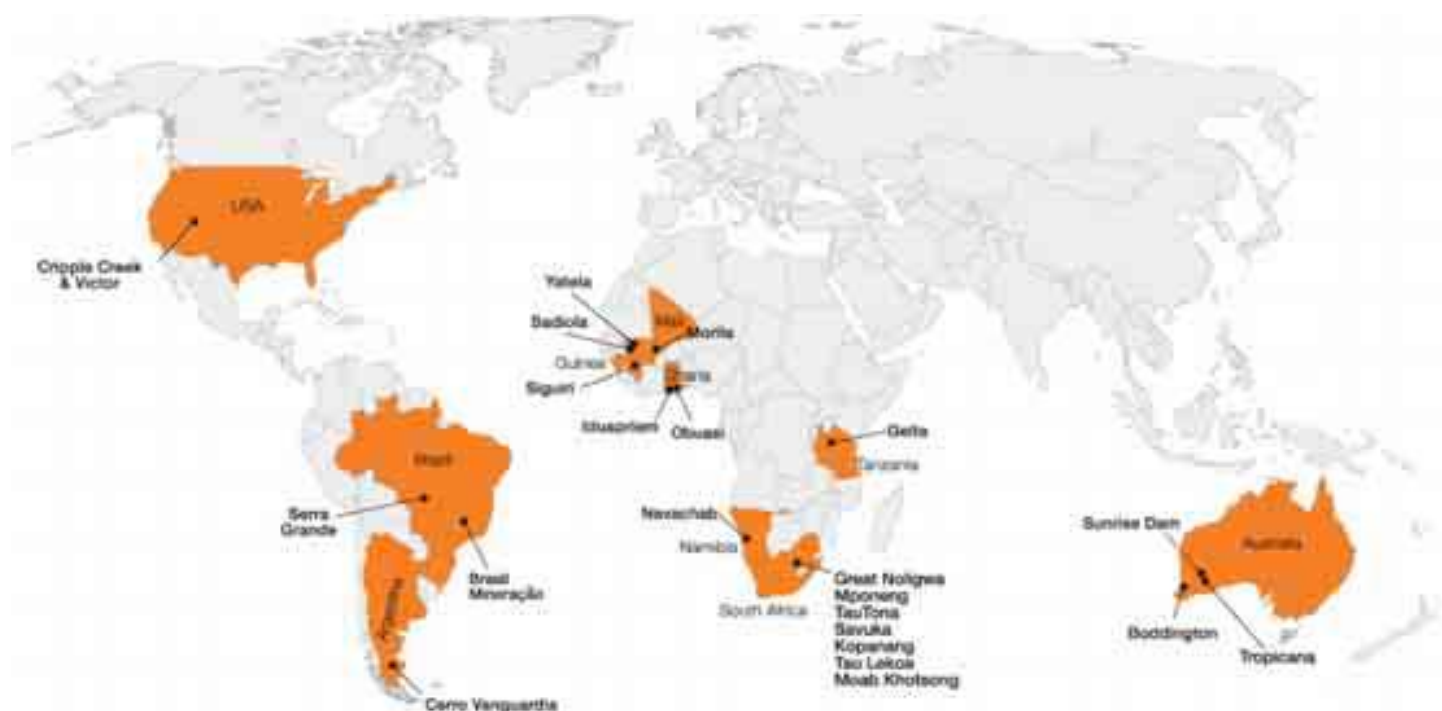 USA
Cripple Creek
& Victor
Yatela
Sadiola
Mali
Morila
Guinea
Siguiri
Ghana
Iduapriem
Obuasi
Geita
Tanzania
Brazil
Serra
Grande
Brasil
Mineração
Argentina
Cerro Vanguardia
Navachab
Namibia
South Africa
Great Noligwa
Mponeng
TauTona
Savuka
Kopanang
Tau Lekoa
Moab Khotsong
Sunrise Dam
Australia
Boddington
Tropicana